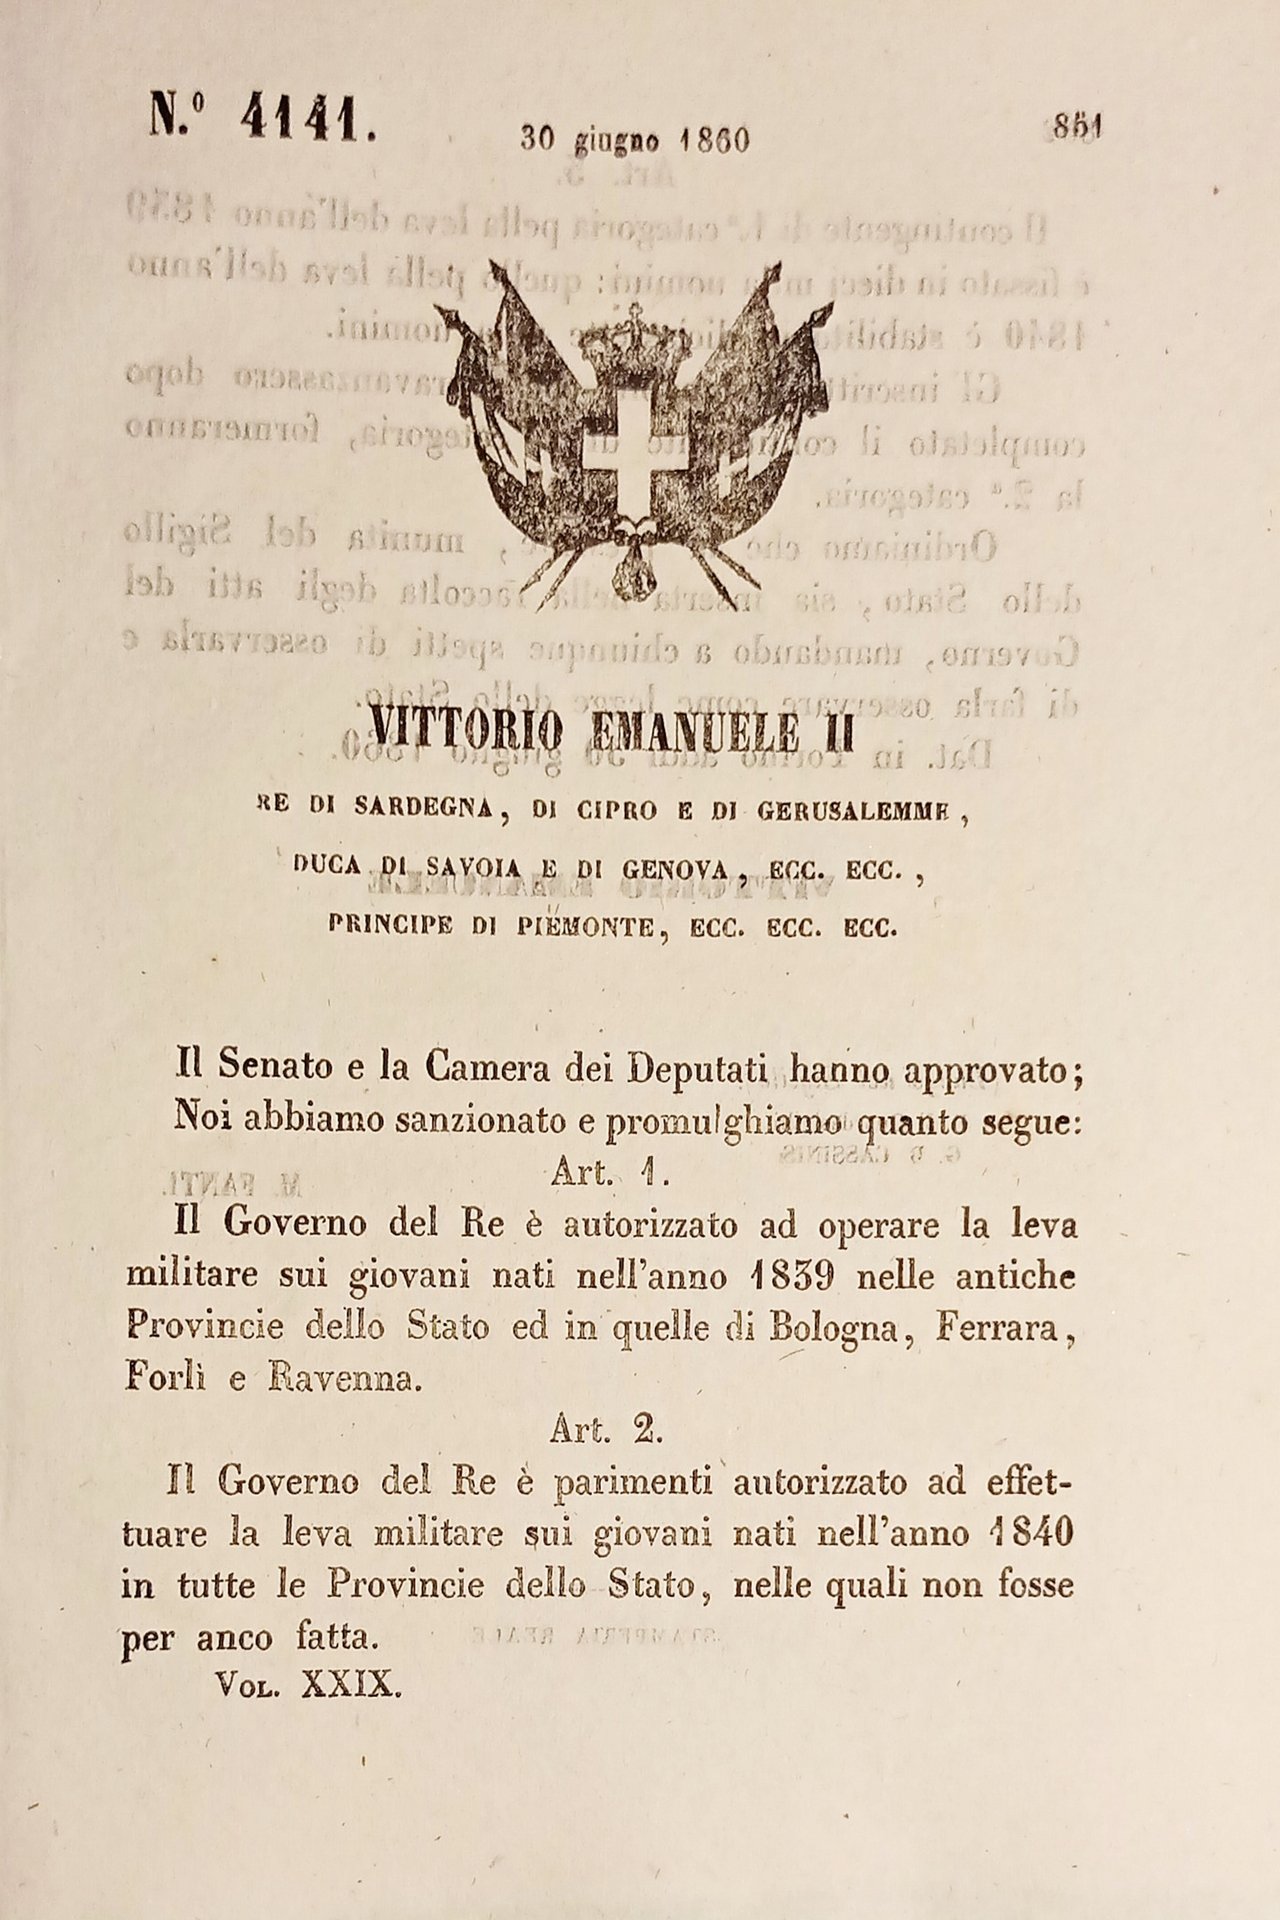 N.º 4141.
30 giugno 1860
851
VITTORIO EMANUELE II
RE DI SARDEGNA, DI CIPRO E DI GERUSALEMME,
DUCA DI SAVOIA E DI GENOVA, ECC. ECC.,
PRINCIPE DI PIEMONTE, ECC. ECC. ECC.
Il Senato e la Camera dei Deputati hanno approvato;
Noi abbiamo sanzionato e promulghiamo quanto segue:
Art. 1.
Il Governo del Re è autorizzato ad operare la leva
militare sui giovani nati nell'anno 1839 nelle antiche
Provincie dello Stato ed in quelle di Bologna, Ferrara,
Forlì e Ravenna.
Art. 2.
Il Governo del Re è parimenti autorizzato ad effet-
tuare la leva militare sui giovani nati nell'anno 1840
in tutte le Provincie dello Stato, nelle quali non fosse
per anco fatta.
VOL. XXIX.